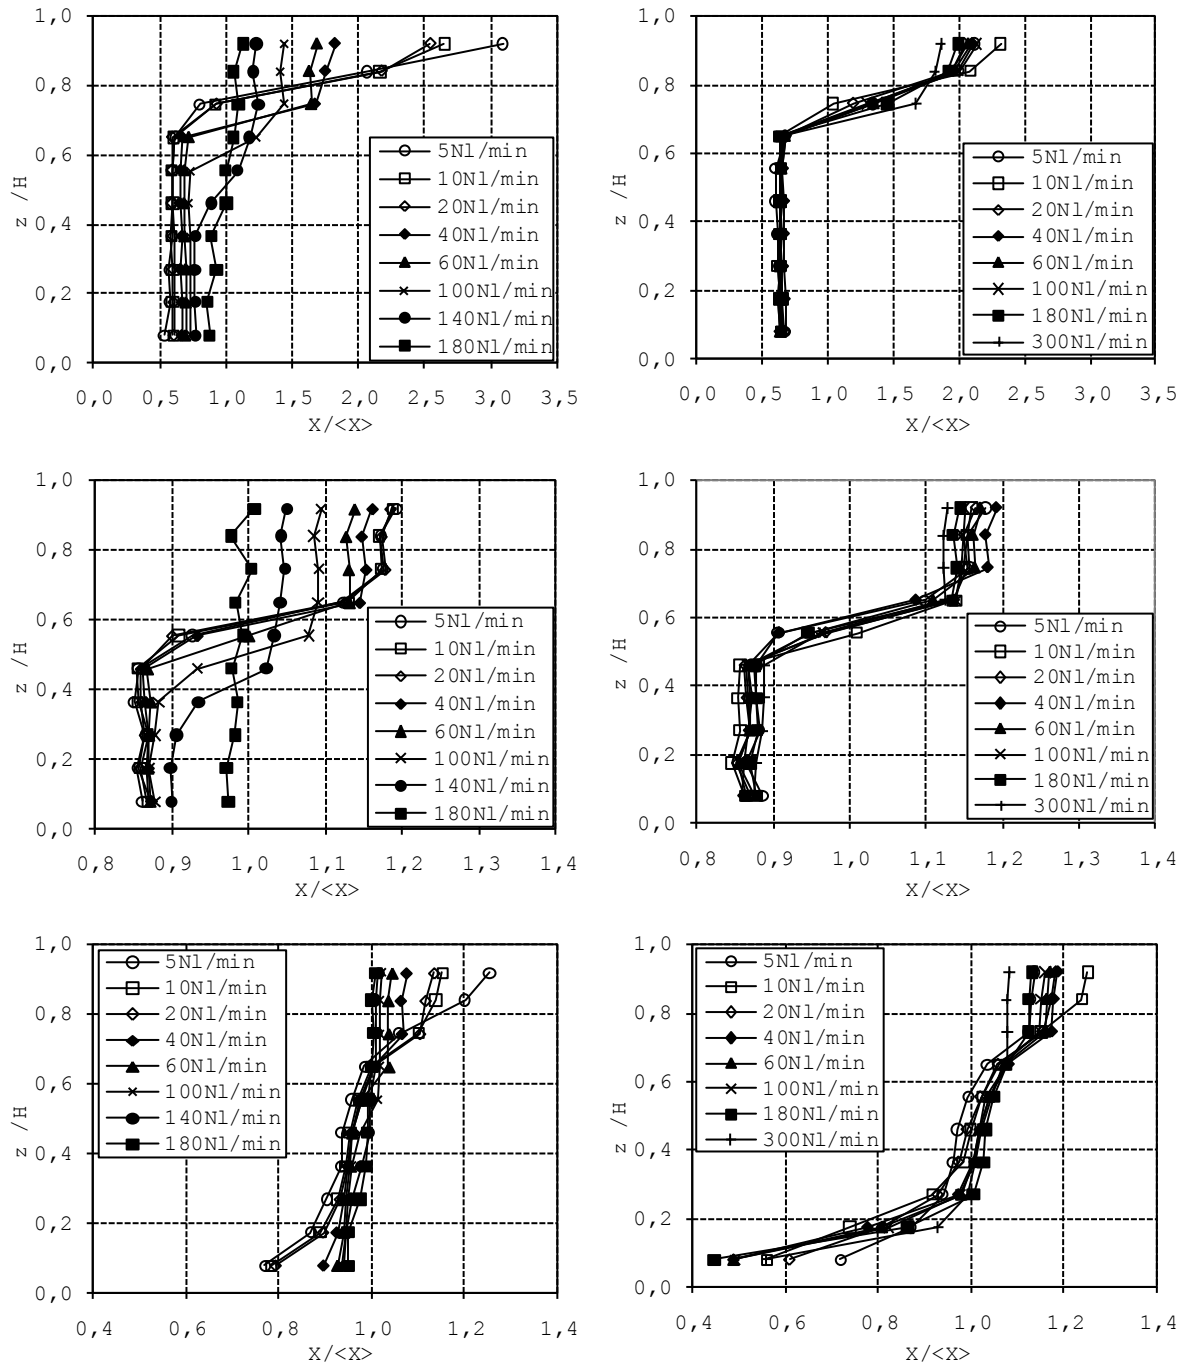 1,0
0,8
0,6
0,4
0,2
0,0
z /H
5Nl/min
10Nl/min
20Nl/min
40Nl/min
60Nl/min
100Nl/min
140Nl/min
180Nl/min
0,0 0,5 1,0 1,5 2,0 2,5 3,0 3,5
X/<X>
1,0
0,8
0,6
0,4
0,2
0,0
z /H
5Nl/min
10Nl/min
20Nl/min
40Nl/min
60Nl/min
100Nl/min
180Nl/min
300Nl/min
0,0 0,5 1,0 1,5 2,0 2,5 3,0 3,5
X/<X>
1,0
0,8
0,6
0,4
0,2
0,0
z /H
5Nl/min
10Nl/min
20Nl/min
40Nl/min
60Nl/min
100Nl/min
140Nl/min
180Nl/min
0,8 0,9 1,0 1,1 1,2 1,3 1,4
X/<X>
1,0
0,8
0,6
0,4
0,2
0,0
z /H
5Nl/min
10Nl/min
20Nl/min
40Nl/min
60Nl/min
100Nl/min
180Nl/min
300Nl/min
0,8 0,9 1,0 1,1 1,2 1,3 1,4
X/<X>
1,0
0,8
0,6
0,4
0,2
0,0
z /H
5Nl/min
10Nl/min
20Nl/min
40Nl/min
60Nl/min
100Nl/min
140Nl/min
180Nl/min
0,4 0,6 0,8 1,0 1,2 1,4
X/<X>
1,0
0,8
0,6
0,4
0,2
0,0
z /H
5Nl/min
10Nl/min
20Nl/min
40Nl/min
60Nl/min
100Nl/min
180Nl/min
300Nl/min
0,4 0,6 0,8 1,0 1,2 1,4
X/<X>